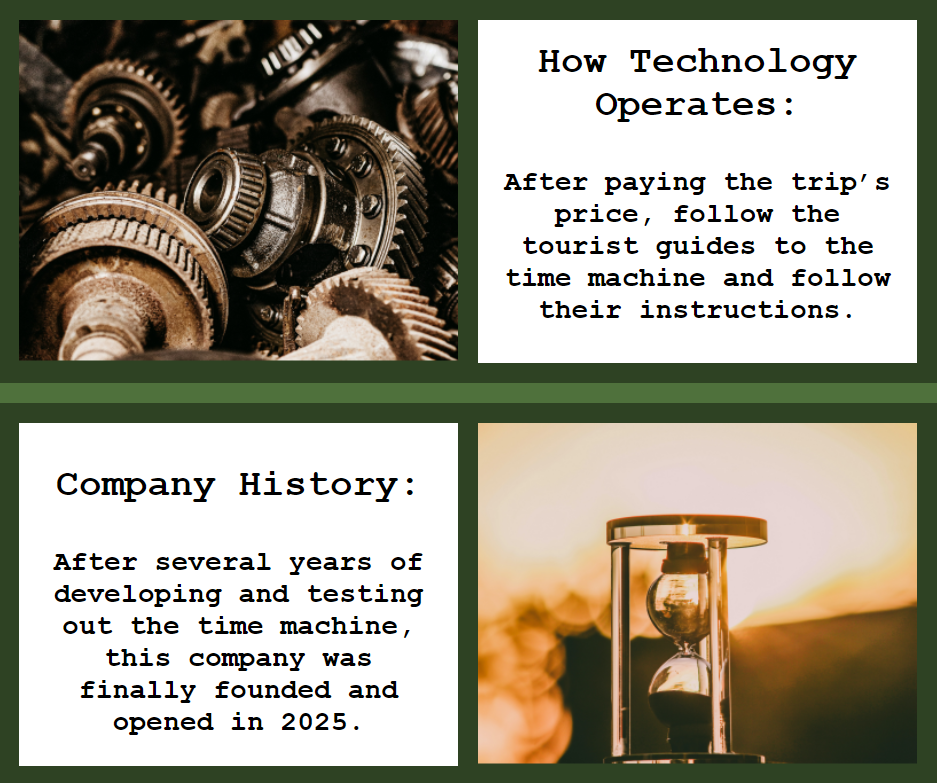 How Technology
Operates:
After paying the trip’s
price, follow the
tourist guides to the
time machine and follow
their instructions.
Company History:
After several years of
developing and testing
out the time machine,
this company was
finally founded and
opened in 2025.